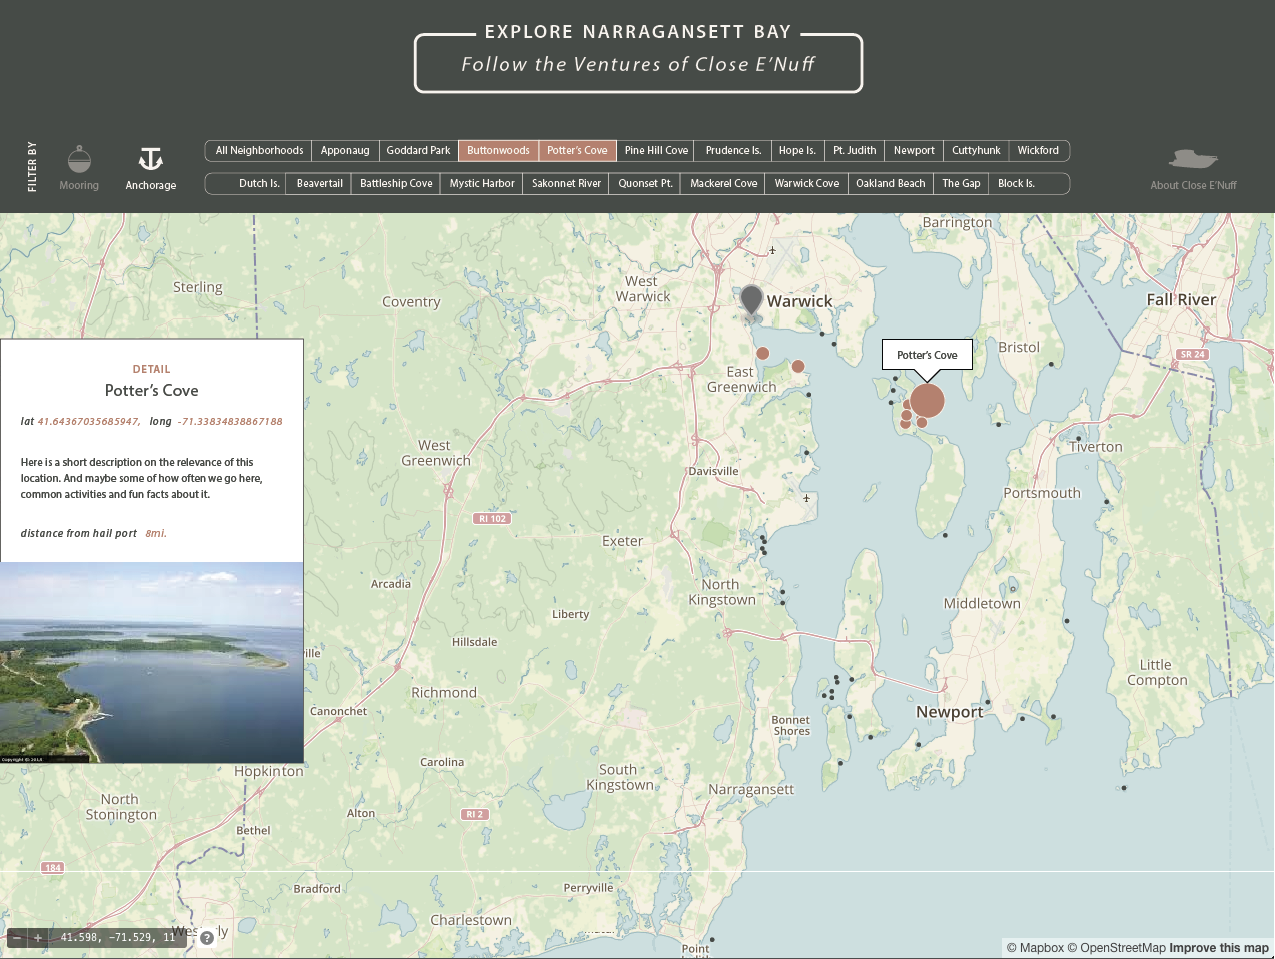 EXPLORE NARRAGANSETT BAY
Follow the Ventures of Close E'Nuff
FILTER BY
Mooring
Anchorage
All Neighborhoods
Apponaug
Goddard Park
Buttonwoods
Potter's Cove
Pine Hill Cove
Prudence Is.
Hope Is.
Pt. Judith
Newport
Cuttyhunk
Wickford
Dutch Is.
Beavertail
Battleship Cove
Mystic Harbor
Sakonnet River
Quonset Pt.
Mackerel Cove
Warwick Cove
Oakland Beach
The Gap
Block Is.
About Close E'Nuff
Barrington
Sterling
Coventry
West
Warwick
Warwick
Fall River
Bristol
SR 24
Potter's Cove
East
Greenwich
DETAIL
Potter's Cove
lat 41.64367035685947, long -71.33834838867188
Here is a short description on the relevance of this
location. And maybe some of how often we go here,
common activities and fun facts about it.
distance from hail port 8mi.
Copyright © 2013
West
Greenwich
Davisville
Tiverton
Portsmouth
RI 102
Exeter
Arcadia
North
Kingstown
Middletown
Liberty
Hillsdale
ville
Richmond
Little
Compton
Canonchet
Newport
Bonnet
Shores
Carolina
Hopkinton
South
Kingstown
Narragansett
North
Stonington
Alton
RI 2
Bethel
184
Bradford
Perryville
Charlestown
Westerly
Point
41.598, -71.529, 11
?
© Mapbox © OpenStreetMap Improve this map